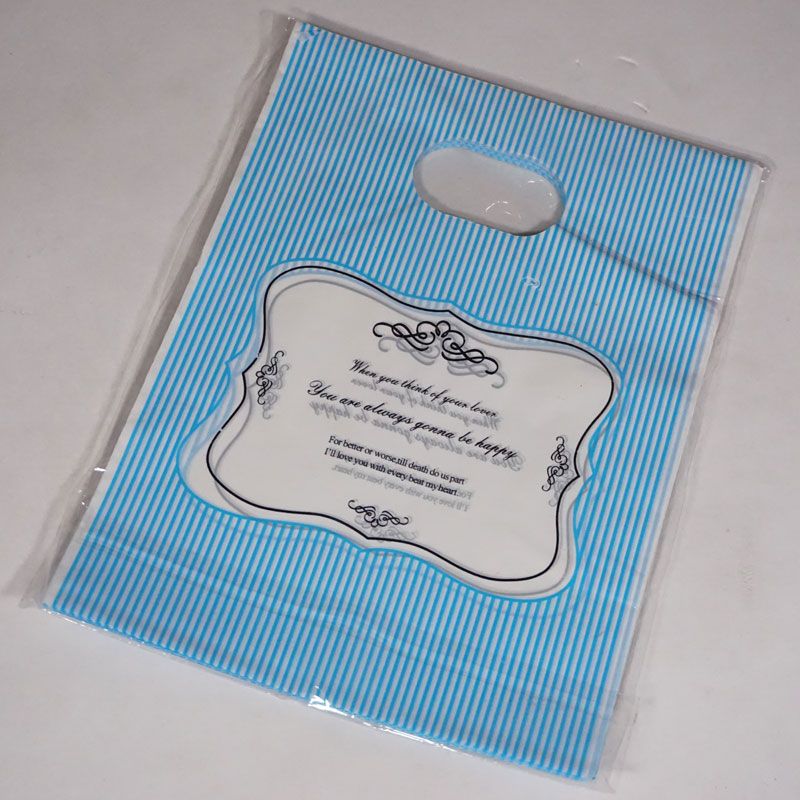 When you think of your lover
You are always gonna be happy
For better or worse,till death do us part
I'll love you with every beat my heart.